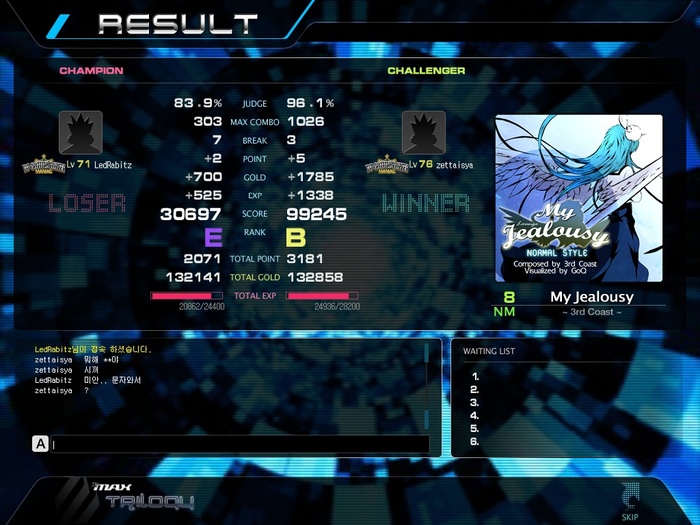 RESULT
CHAMPION
CHALLENGER
83.9% JUDGE 96.1%
303 MAX COMBO 1026
7 BREAK 3
+2 POINT +5
+700 GOLD +1785
+525 EXP +1338
30697 SCORE 99245
E RANK B
2071 TOTAL POINT 3181
132141 TOTAL GOLD 132858
TOTAL EXP
20862/24400 24936/28200
Lv 71 LedRabitz
LOSER
Lv 76 zettaisya
WINNER
My
Jealousy
NORMAL STYLE
Composed by 3rd Coast
Visualized by GoQ
8
NM
My Jealousy
~ 3rd Coast ~
LedRabitz님이 접속 하셨습니다.
zettaisya 뭐해 **야
zettaisya 시끼
LedRabitz 미안.. 문자와서
zettaisya ?
A
WAITING LIST
1.
2.
3.
4.
5.
6.
MAX
TRILOGY
SKIP